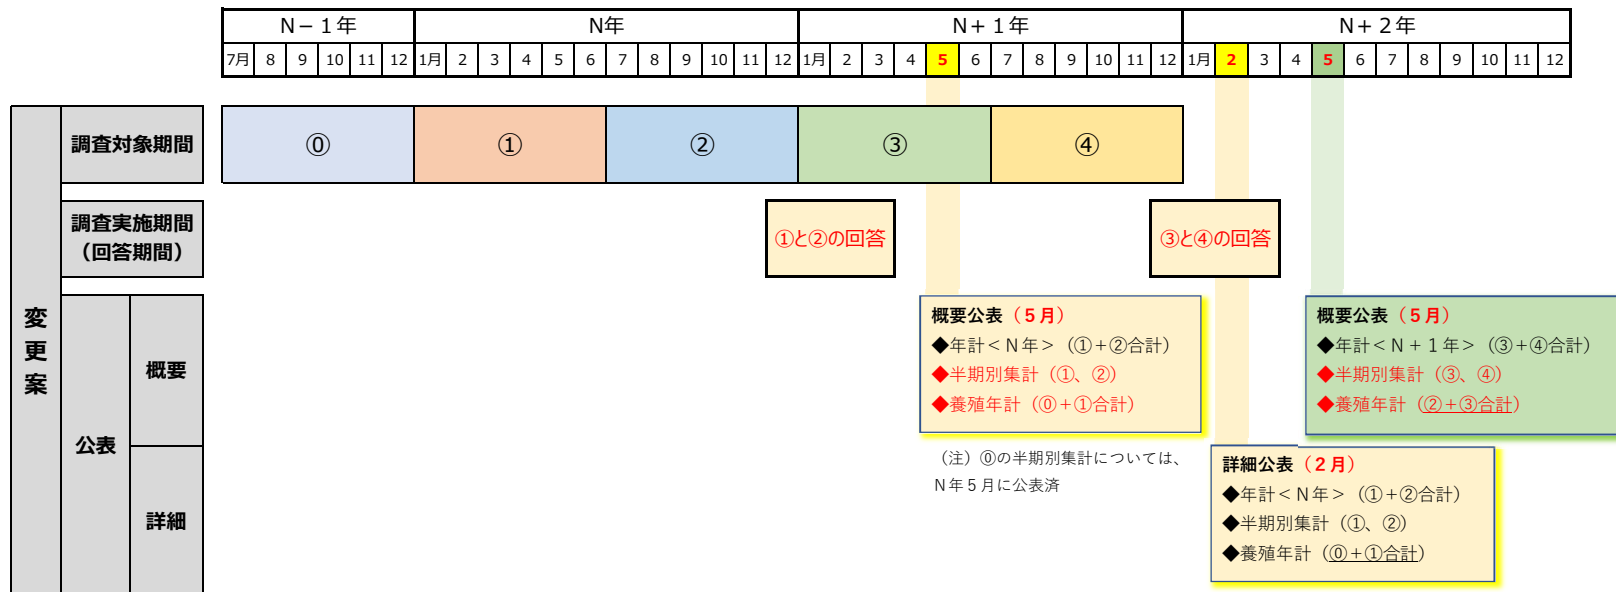 N－１年 N年 N＋１年 N＋２年
7月 8 9 10 11 12 1月 2 3 4 5 6 7 8 9 10 11 12 1月 2 3 4 5 6 7 8 9 10 11 12 1月 2 3 4 5 6 7 8 9 10 11 12
変更案
調査対象期間
⓪ ① ② ③ ④
調査実施期間
（回答期間）
①と②の回答
③と④の回答
公表
概要
概要公表（５月）
◆年計＜Ｎ年＞（①＋②合計）
◆半期別集計（①、②）
◆養殖年計（⓪＋①合計）
（注）⓪の半期別集計については、
Ｎ年５月に公表済
概要公表（５月）
◆年計＜Ｎ＋１年＞（③＋④合計）
◆半期別集計（③、④）
◆養殖年計（②＋③合計）
詳細
詳細公表（２月）
◆年計＜Ｎ年＞（①＋②合計）
◆半期別集計（①、②）
◆養殖年計（⓪＋①合計）